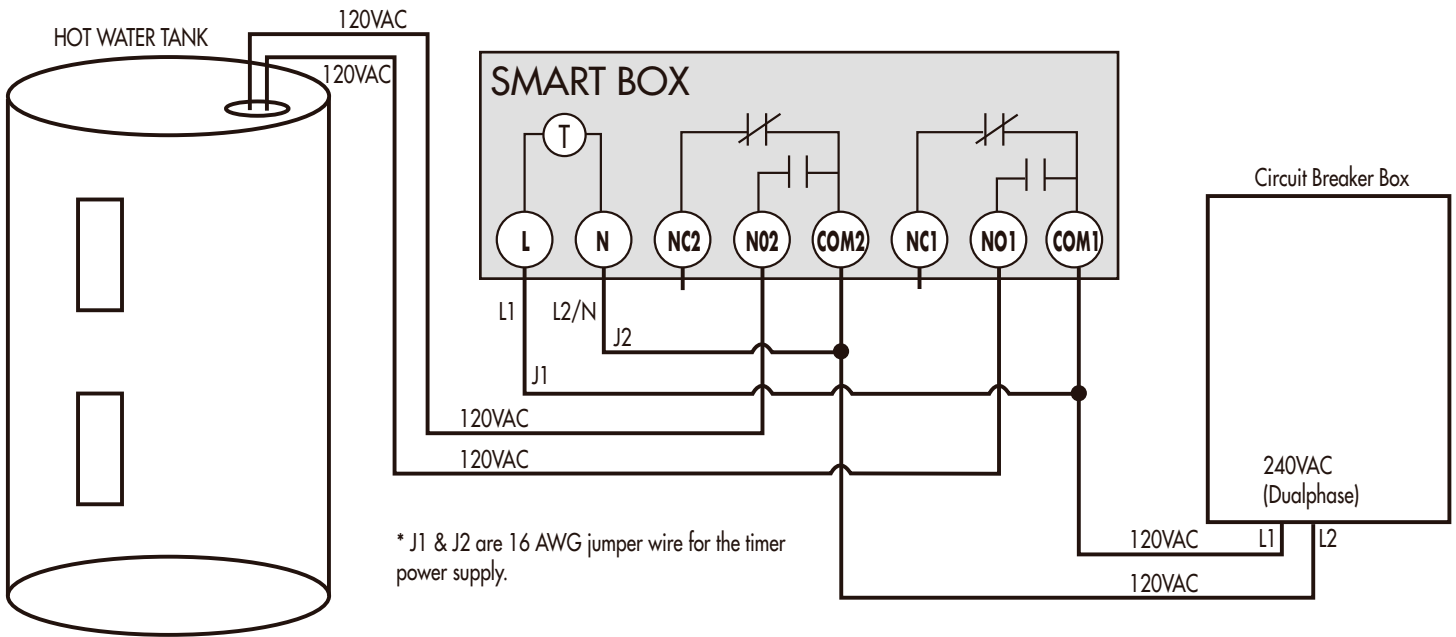 120VAC
HOT WATER TANK
120VAC
SMART BOX
T
L
N
NC2
N02
COM2
NC1
NO1
COM1
Circuit Breaker Box
L1
L2/N
J2
J1
120VAC
120VAC
240VAC
(Dualphase)
* J1 & J2 are 16 AWG jumper wire for the timer
power supply.
120VAC
L1
L2
120VAC